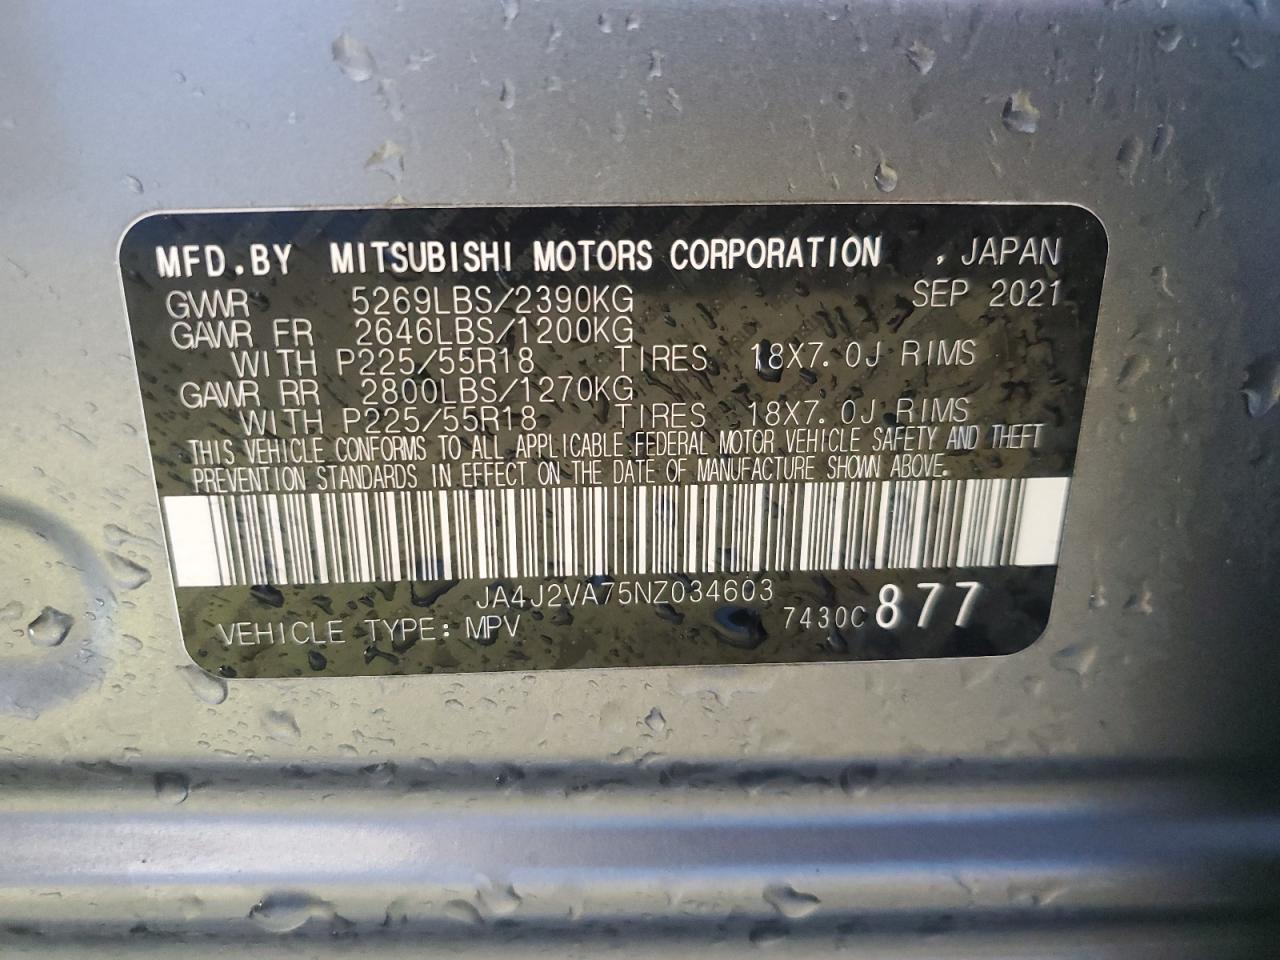 MFD.BY MITSUBISHI MOTORS CORPORATION , JAPAN
GVWR 5269LBS/2390KG SEP 2021
GAWR FR 2646LBS/1200KG
WITH P225/55R18 TIRES 18X7.0J RIMS
GAWR RR 2800LBS/1270KG
WITH P225/55R18 TIRES 18X7.0J RIMS
THIS VEHICLE CONFORMS TO ALL APPLICABLE FEDERAL MOTOR VEHICLE SAFETY AND THEFT
PREVENTION STANDARDS IN EFFECT ON THE DATE OF MANUFACTURE SHOWN ABOVE.
JA4J2VA75NZ034603
VEHICLE TYPE: MPV 7430C 877